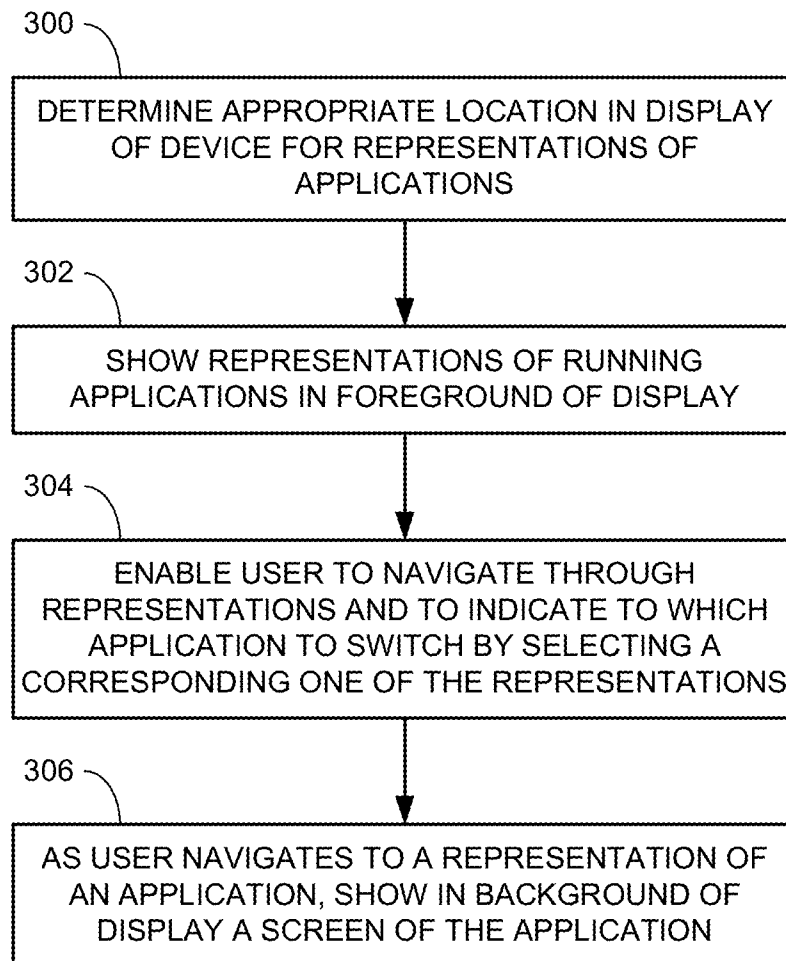 300
DETERMINE APPROPRIATE LOCATION IN DISPLAY
OF DEVICE FOR REPRESENTATIONS OF
APPLICATIONS
302
SHOW REPRESENTATIONS OF RUNNING
APPLICATIONS IN FOREGROUND OF DISPLAY
304
ENABLE USER TO NAVIGATE THROUGH
REPRESENTATIONS AND TO INDICATE TO WHICH
APPLICATION TO SWITCH BY SELECTING A
CORRESPONDING ONE OF THE REPRESENTATIONS
306
AS USER NAVIGATES TO A REPRESENTATION OF
AN APPLICATION, SHOW IN BACKGROUND OF
DISPLAY A SCREEN OF THE APPLICATION